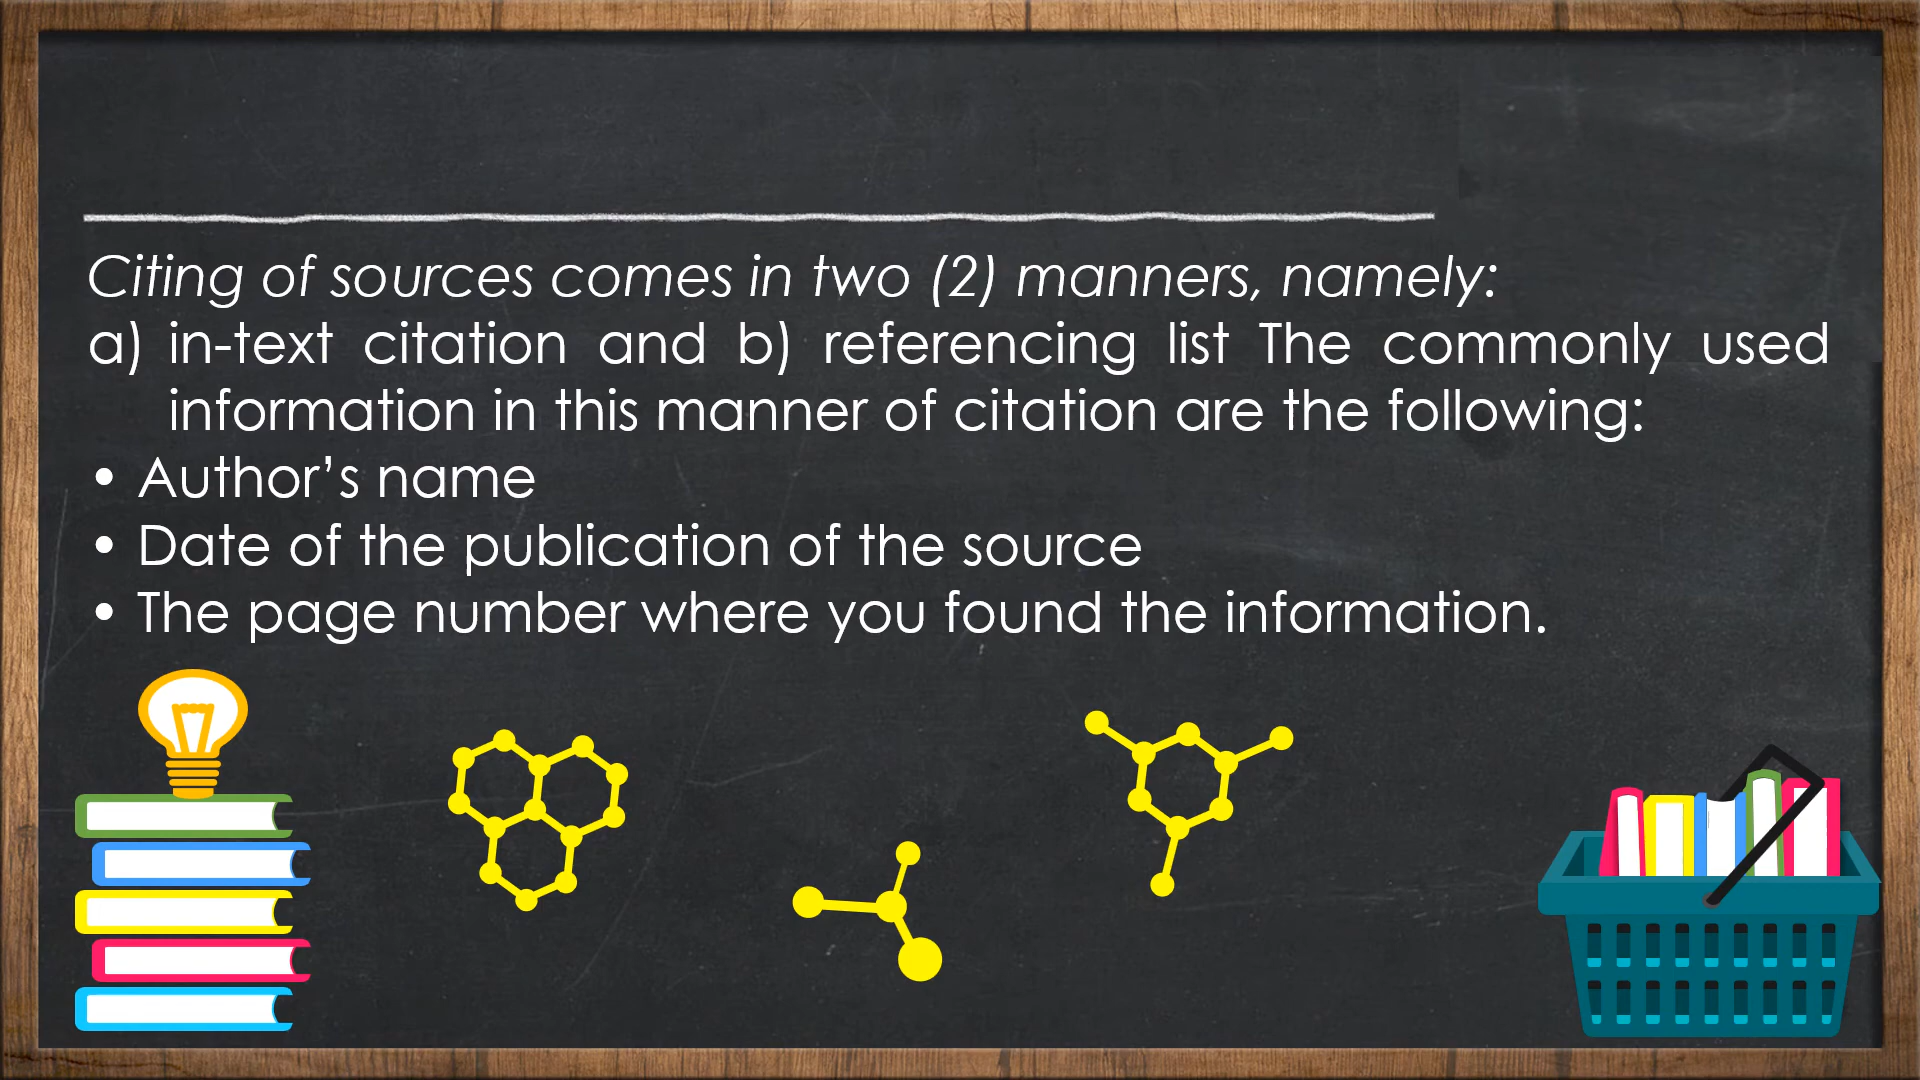 Citing of sources comes in two (2) manners, namely:
a) in-text citation and b) referencing list The commonly used
information in this manner of citation are the following:
• Author’s name
• Date of the publication of the source
• The page number where you found the information.